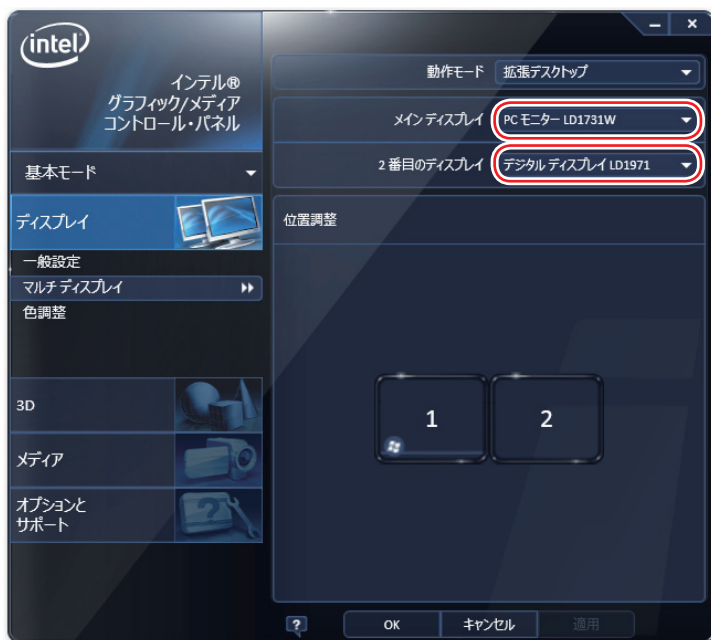 intel
インテル®
グラフィック/メディア
コントロール・パネル
基本モード
ディスプレイ
一般設定
マルチ ディスプレイ
色調整
3D
メディア
オプションと
サポート
動作モード 拡張デスクトップ
メイン ディスプレイ PC モニター LD1731W
2 番目のディスプレイ デジタル ディスプレイ LD1971
位置調整
1 2
? OK キャンセル 適用